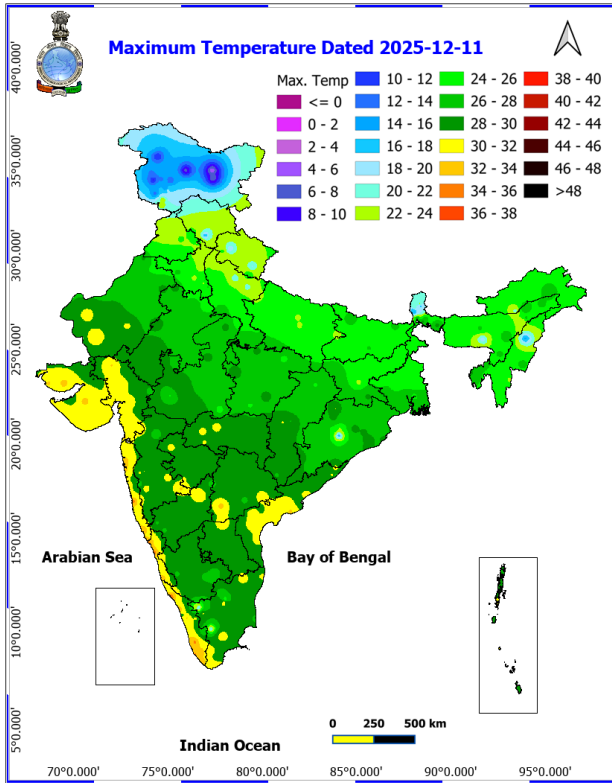 Maximum Temperature Dated 2025-12-11
Max. Temp
<= 0
0 - 2
2 - 4
4 - 6
6 - 8
8 - 10
10 - 12
12 - 14
14 - 16
16 - 18
18 - 20
20 - 22
22 - 24
24 - 26
26 - 28
28 - 30
30 - 32
32 - 34
34 - 36
36 - 38
38 - 40
40 - 42
42 - 44
44 - 46
46 - 48
>48
40°0.000'
35°0.000'
30°0.000'
25°0.000'
20°0.000'
15°0.000'
10°0.000'
5°0.000'
Arabian Sea
Bay of Bengal
Indian Ocean
0 250 500 km
70°0.000' 75°0.000' 80°0.000' 85°0.000' 90°0.000' 95°0.000'